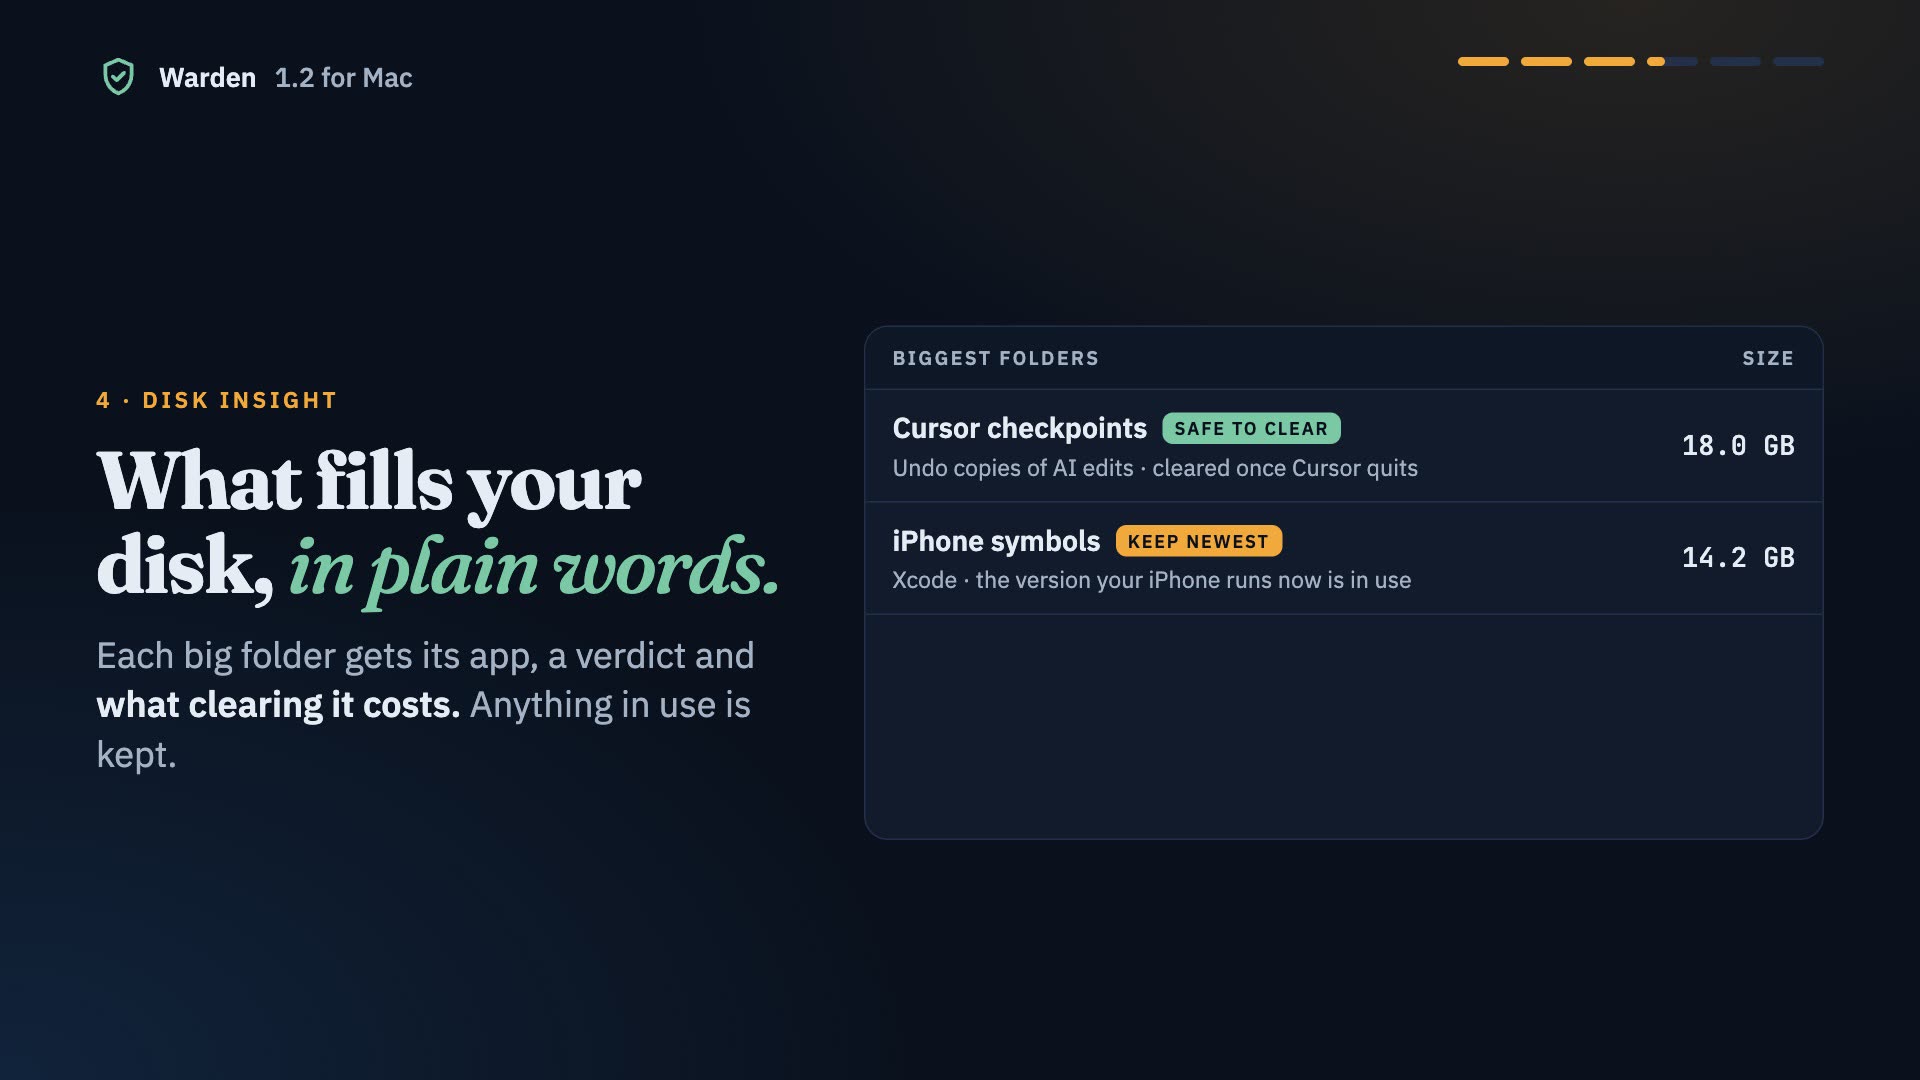 Warden 1.2 for Mac
4 · DISK INSIGHT
What fills your
disk, in plain words.
Each big folder gets its app, a verdict and
what clearing it costs. Anything in use is
kept.
BIGGEST FOLDERS SIZE
Cursor checkpoints SAFE TO CLEAR
Undo copies of AI edits · cleared once Cursor quits
18.0 GB
iPhone symbols KEEP NEWEST
Xcode · the version your iPhone runs now is in use
14.2 GB